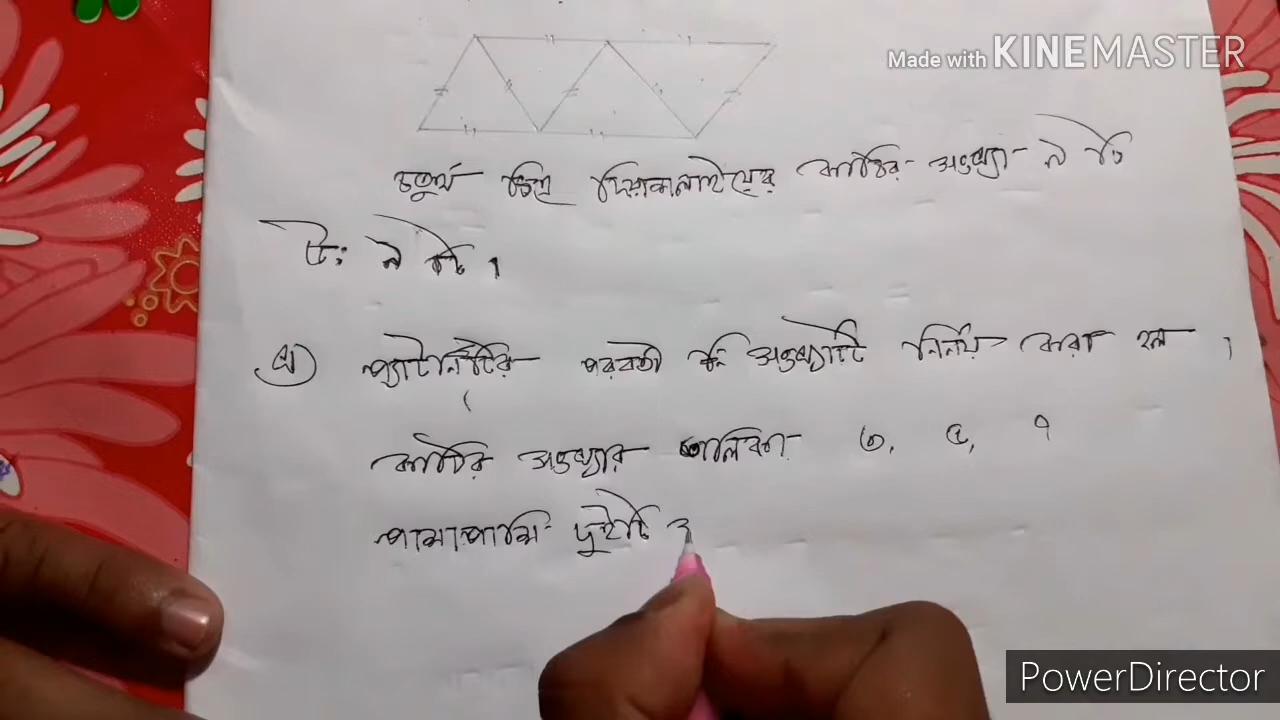 Made with KINEMASTER
চতুর্থ চিত্রে দিয়াশলাইয়ের কাঠির সংখ্যা ৯ টি
উ: ৯ টি।
খ) প্যাটার্নটির পরবর্তী সংখ্যাটি নির্ণয় করা হল।
কাঠির সংখ্যার তালিকা ৩, ৫, ৭
পাশাপাশি দুইটি
PowerDirector